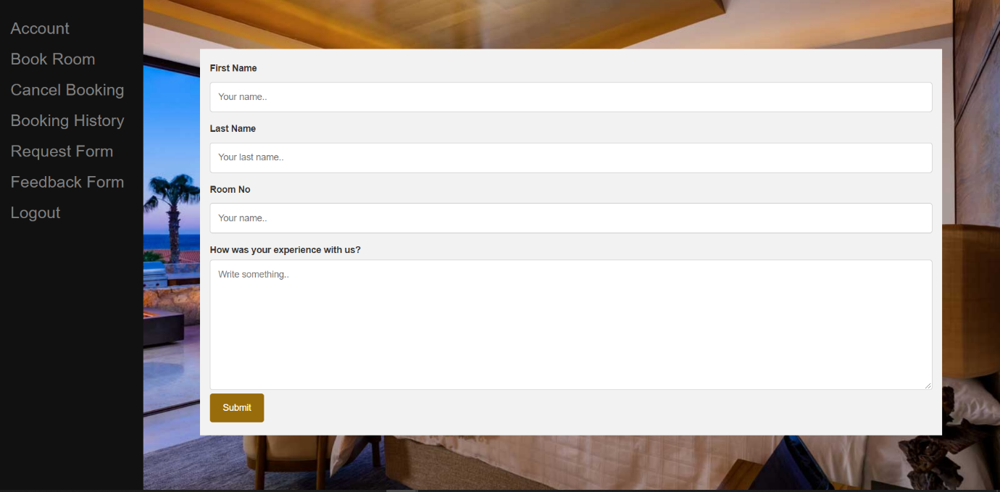 Account
Book Room
Cancel Booking
Booking History
Request Form
Feedback Form
Logout
First Name
Your name..
Last Name
Your last name..
Room No
Your name..
How was your experience with us?
Write something..
Submit